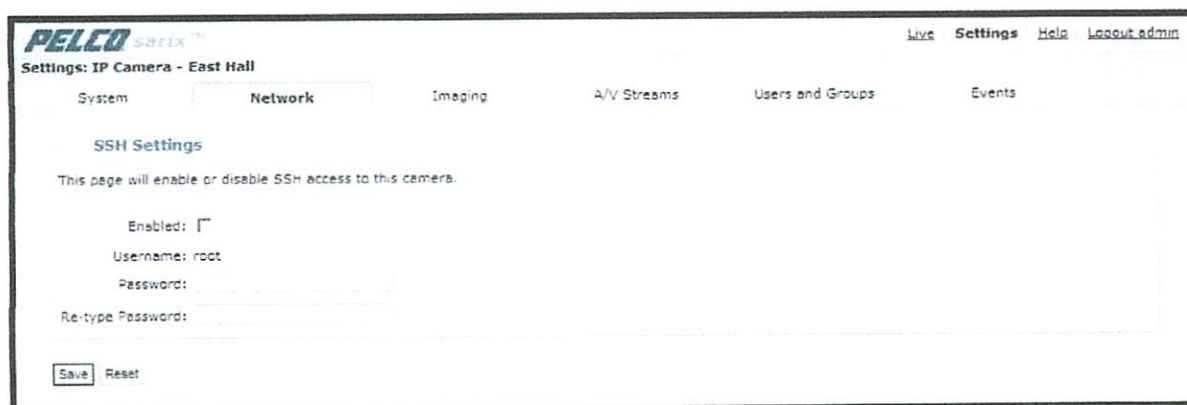 PELCO sarix™
Live Settings Help Logout admin
Settings: IP Camera - East Hall
System Network Imaging A/V Streams Users and Groups Events
SSH Settings
This page will enable or disable SSH access to this camera.
Enabled:
Username: root
Password:
Re-type Password:
Save Reset